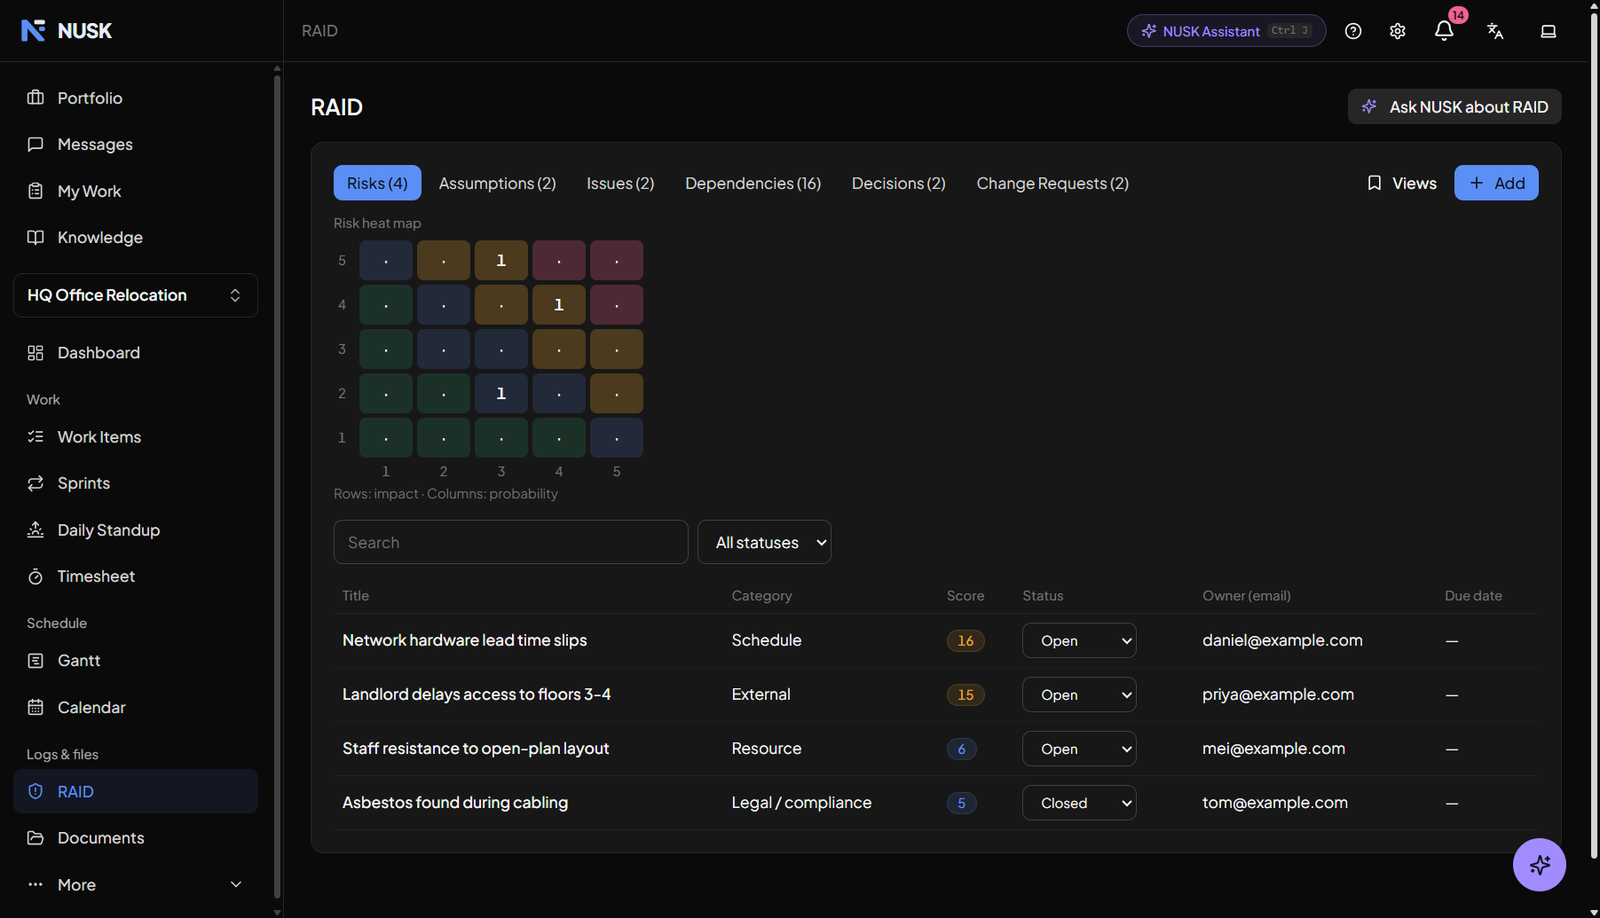 NUSK
RAID
NUSK Assistant Ctrl J
14
Portfolio
Messages
My Work
Knowledge
HQ Office Relocation
Dashboard
Work
Work Items
Sprints
Daily Standup
Timesheet
Schedule
Gantt
Calendar
Logs & files
RAID
Documents
More
RAID
Ask NUSK about RAID
Risks (4) Assumptions (2) Issues (2) Dependencies (16) Decisions (2) Change Requests (2)
Views
+ Add
Risk heat map
5 · · 1 · ·
4 · · · 1 ·
3 · · · · ·
2 · · 1 · ·
1 · · · · ·
1 2 3 4 5
Rows: impact · Columns: probability
Search
All statuses
Title Category Score Status Owner (email) Due date
Network hardware lead time slips Schedule 16 Open daniel@example.com —
Landlord delays access to floors 3–4 External 15 Open priya@example.com —
Staff resistance to open-plan layout Resource 6 Open mei@example.com —
Asbestos found during cabling Legal / compliance 5 Closed tom@example.com —